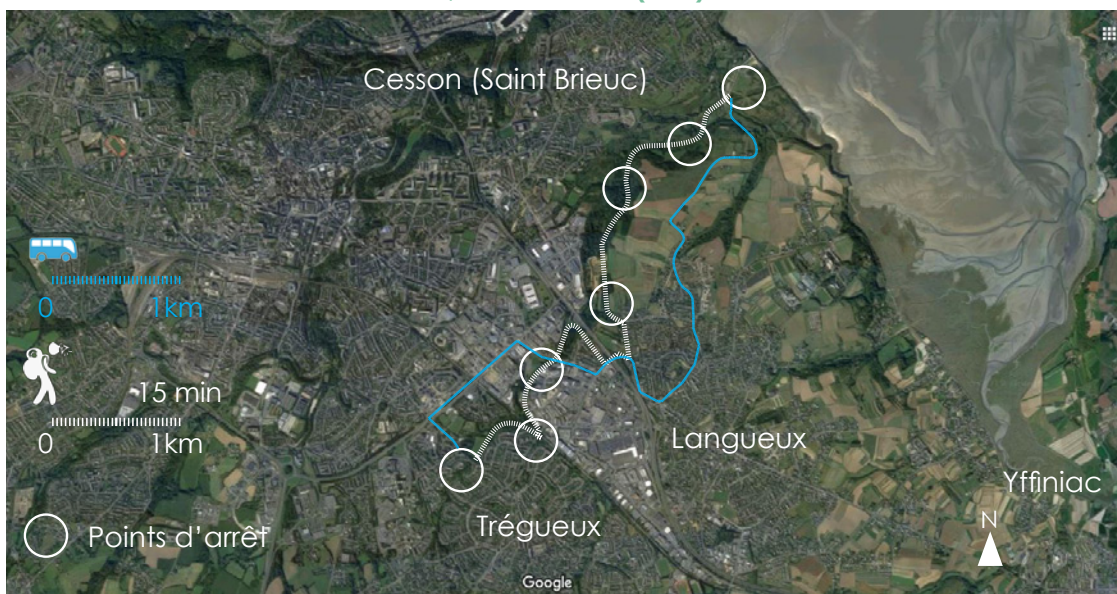 Cesson (Saint Brieuc)
0 1km
15 min
0 1km
Langueux
Yffiniac
Trégueux
N
Points d'arrêt
Google